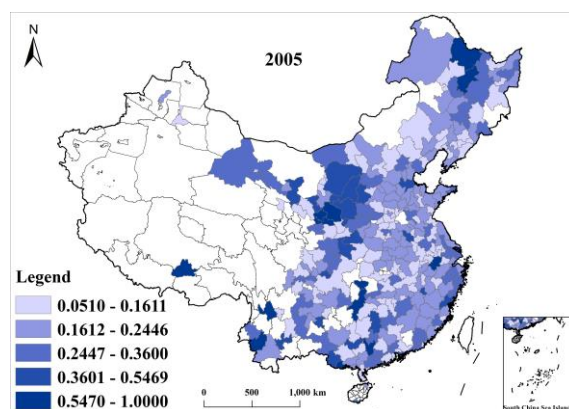 N
2005
Legend
0.0510 - 0.1611
0.1612 - 0.2446
0.2447 - 0.3600
0.3601 - 0.5469
0.5470 - 1.0000
0 500 1,000 km
South China Sea Island